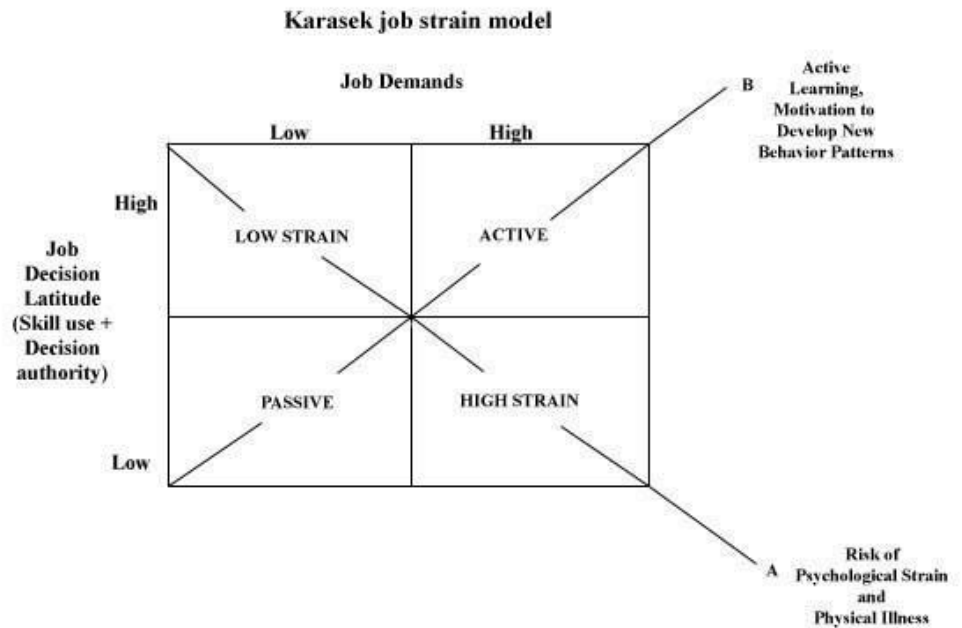 Karasek job strain model
Job Demands
Low
High
B
Active
Learning,
Motivation to
Develop New
Behavior Patterns
High
Job
Decision
Latitude
(Skill use +
Decision
authority)
Low
LOW STRAIN
ACTIVE
PASSIVE
HIGH STRAIN
A
Risk of
Psychological Strain
and
Physical Illness